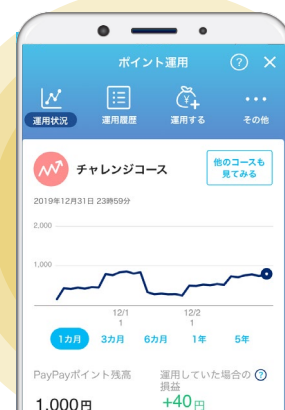 ポイント運用
?
運用状況
運用履歴
運用する
その他
チャレンジコース
他のコースも
見てみる
2019年12月31日 23時59分
2,000
1,000
12/1
1
12/2
1
1カ月
3カ月
6カ月
1年
5年
PayPayポイント残高
運用していた場合の ?
損益
1,000円
+40円